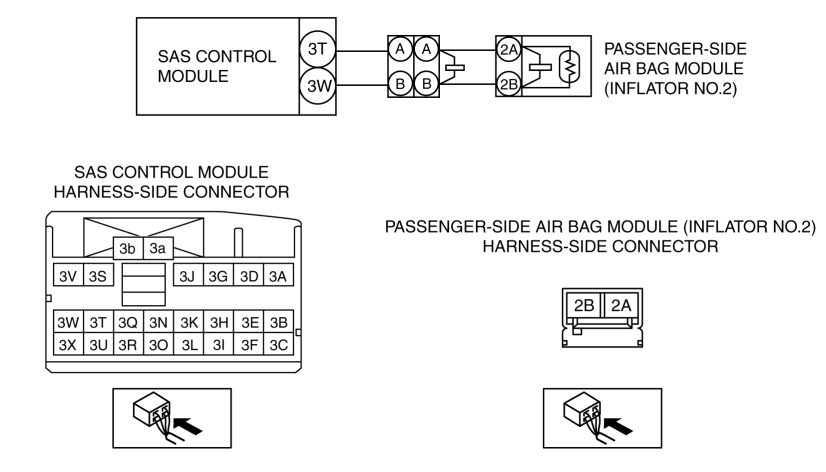 SAS CONTROL
MODULE
3T
3W
A
A
B
B
2A
2B
PASSENGER-SIDE
AIR BAG MODULE
(INFLATOR NO.2)
SAS CONTROL MODULE
HARNESS-SIDE CONNECTOR
3b 3a
3V 3S 3J 3G 3D 3A
3W 3T 3Q 3N 3K 3H 3E 3B
3X 3U 3R 3O 3L 3I 3F 3C
PASSENGER-SIDE AIR BAG MODULE (INFLATOR NO.2)
HARNESS-SIDE CONNECTOR
2B 2A